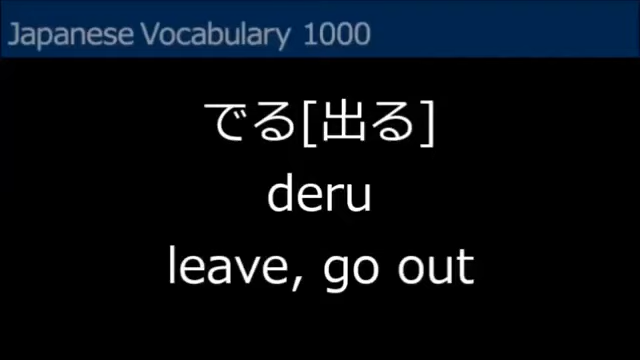 Japanese Vocabulary 1000
でる[出る]
deru
leave, go out